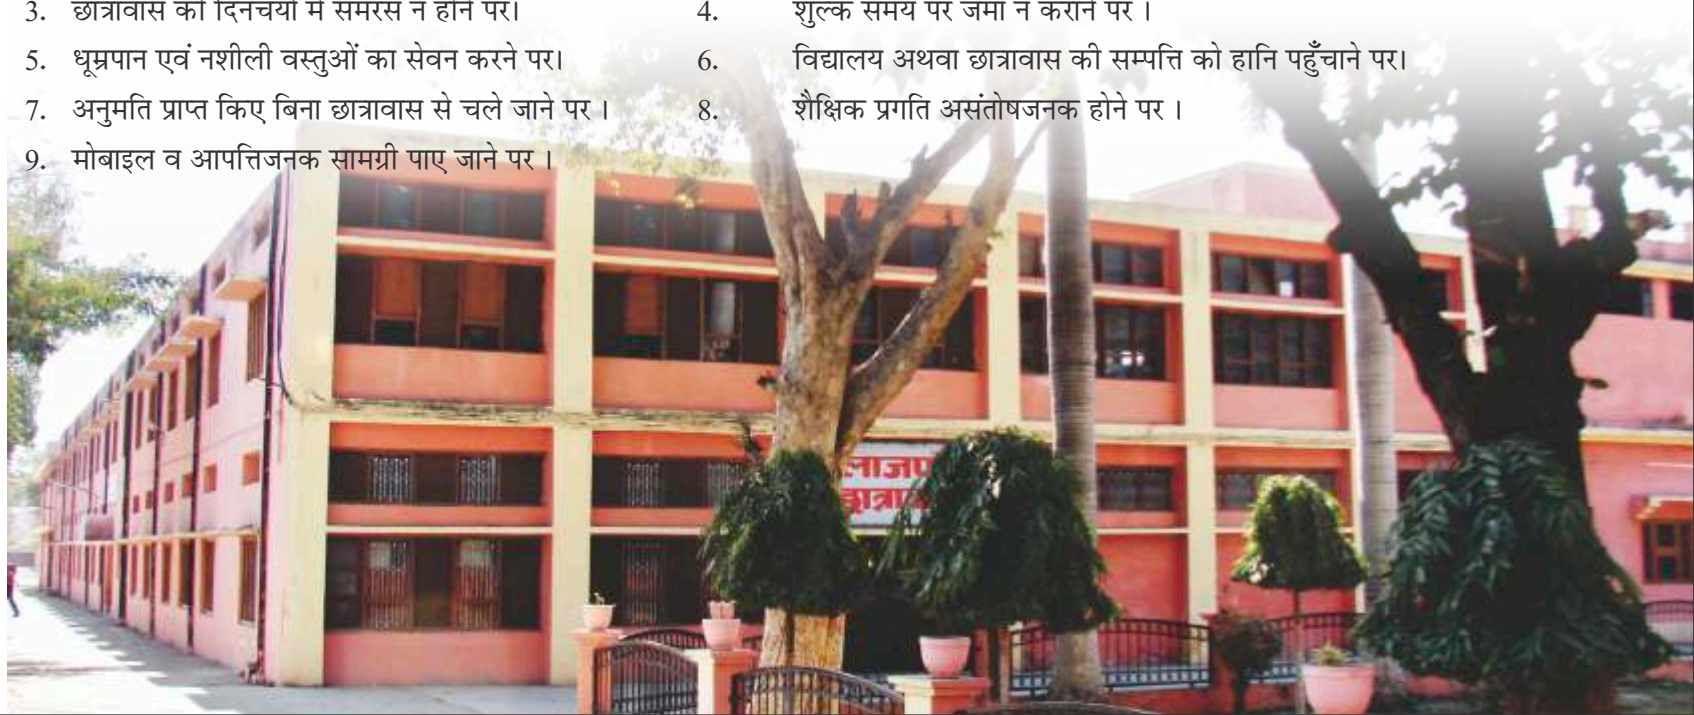 3. छात्रावास की दिनचर्या में समरस न होने पर।
4. शुल्क समय पर जमा न कराने पर ।
5. धूम्रपान एवं नशीली वस्तुओं का सेवन करने पर।
6. विद्यालय अथवा छात्रावास की सम्पत्ति को हानि पहुँचाने पर।
7. अनुमति प्राप्त किए बिना छात्रावास से चले जाने पर ।
8. शैक्षिक प्रगति असंतोषजनक होने पर ।
9. मोबाइल व आपत्तिजनक सामग्री पाए जाने पर ।
लाजप
छात्रा